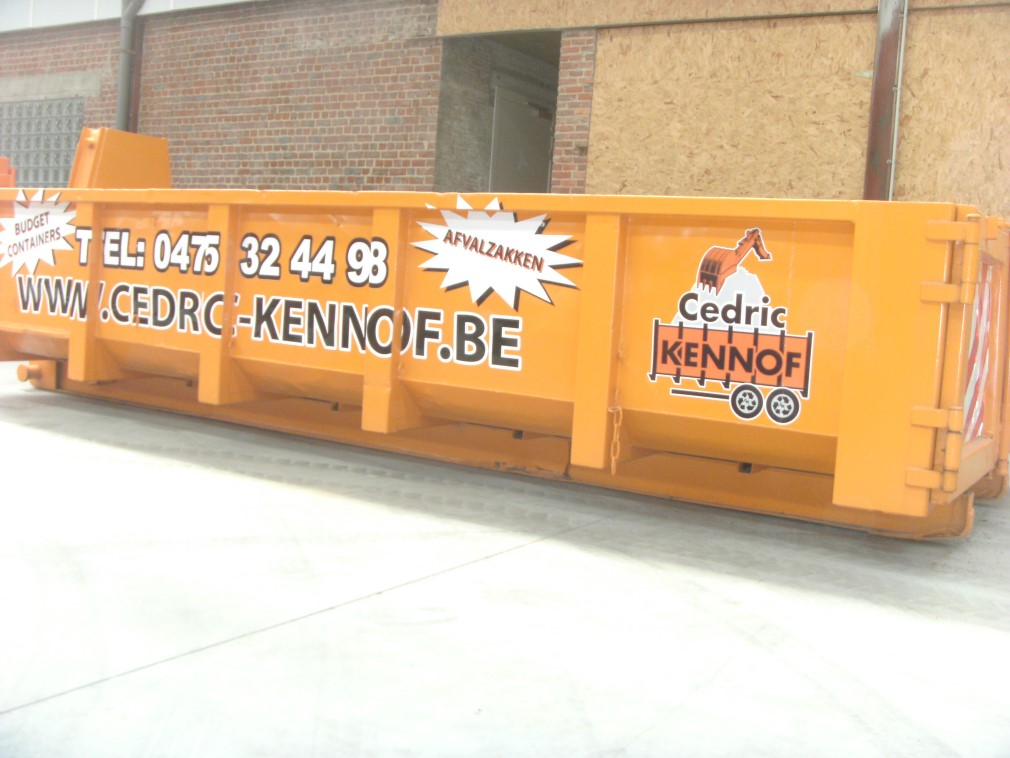 BUDGET
CONTAINERS
TEL: 0475 32 44 98
WWW.CEDRIC-KENNOF.BE
AFVALZAKKEN
Cedric
KENNOF